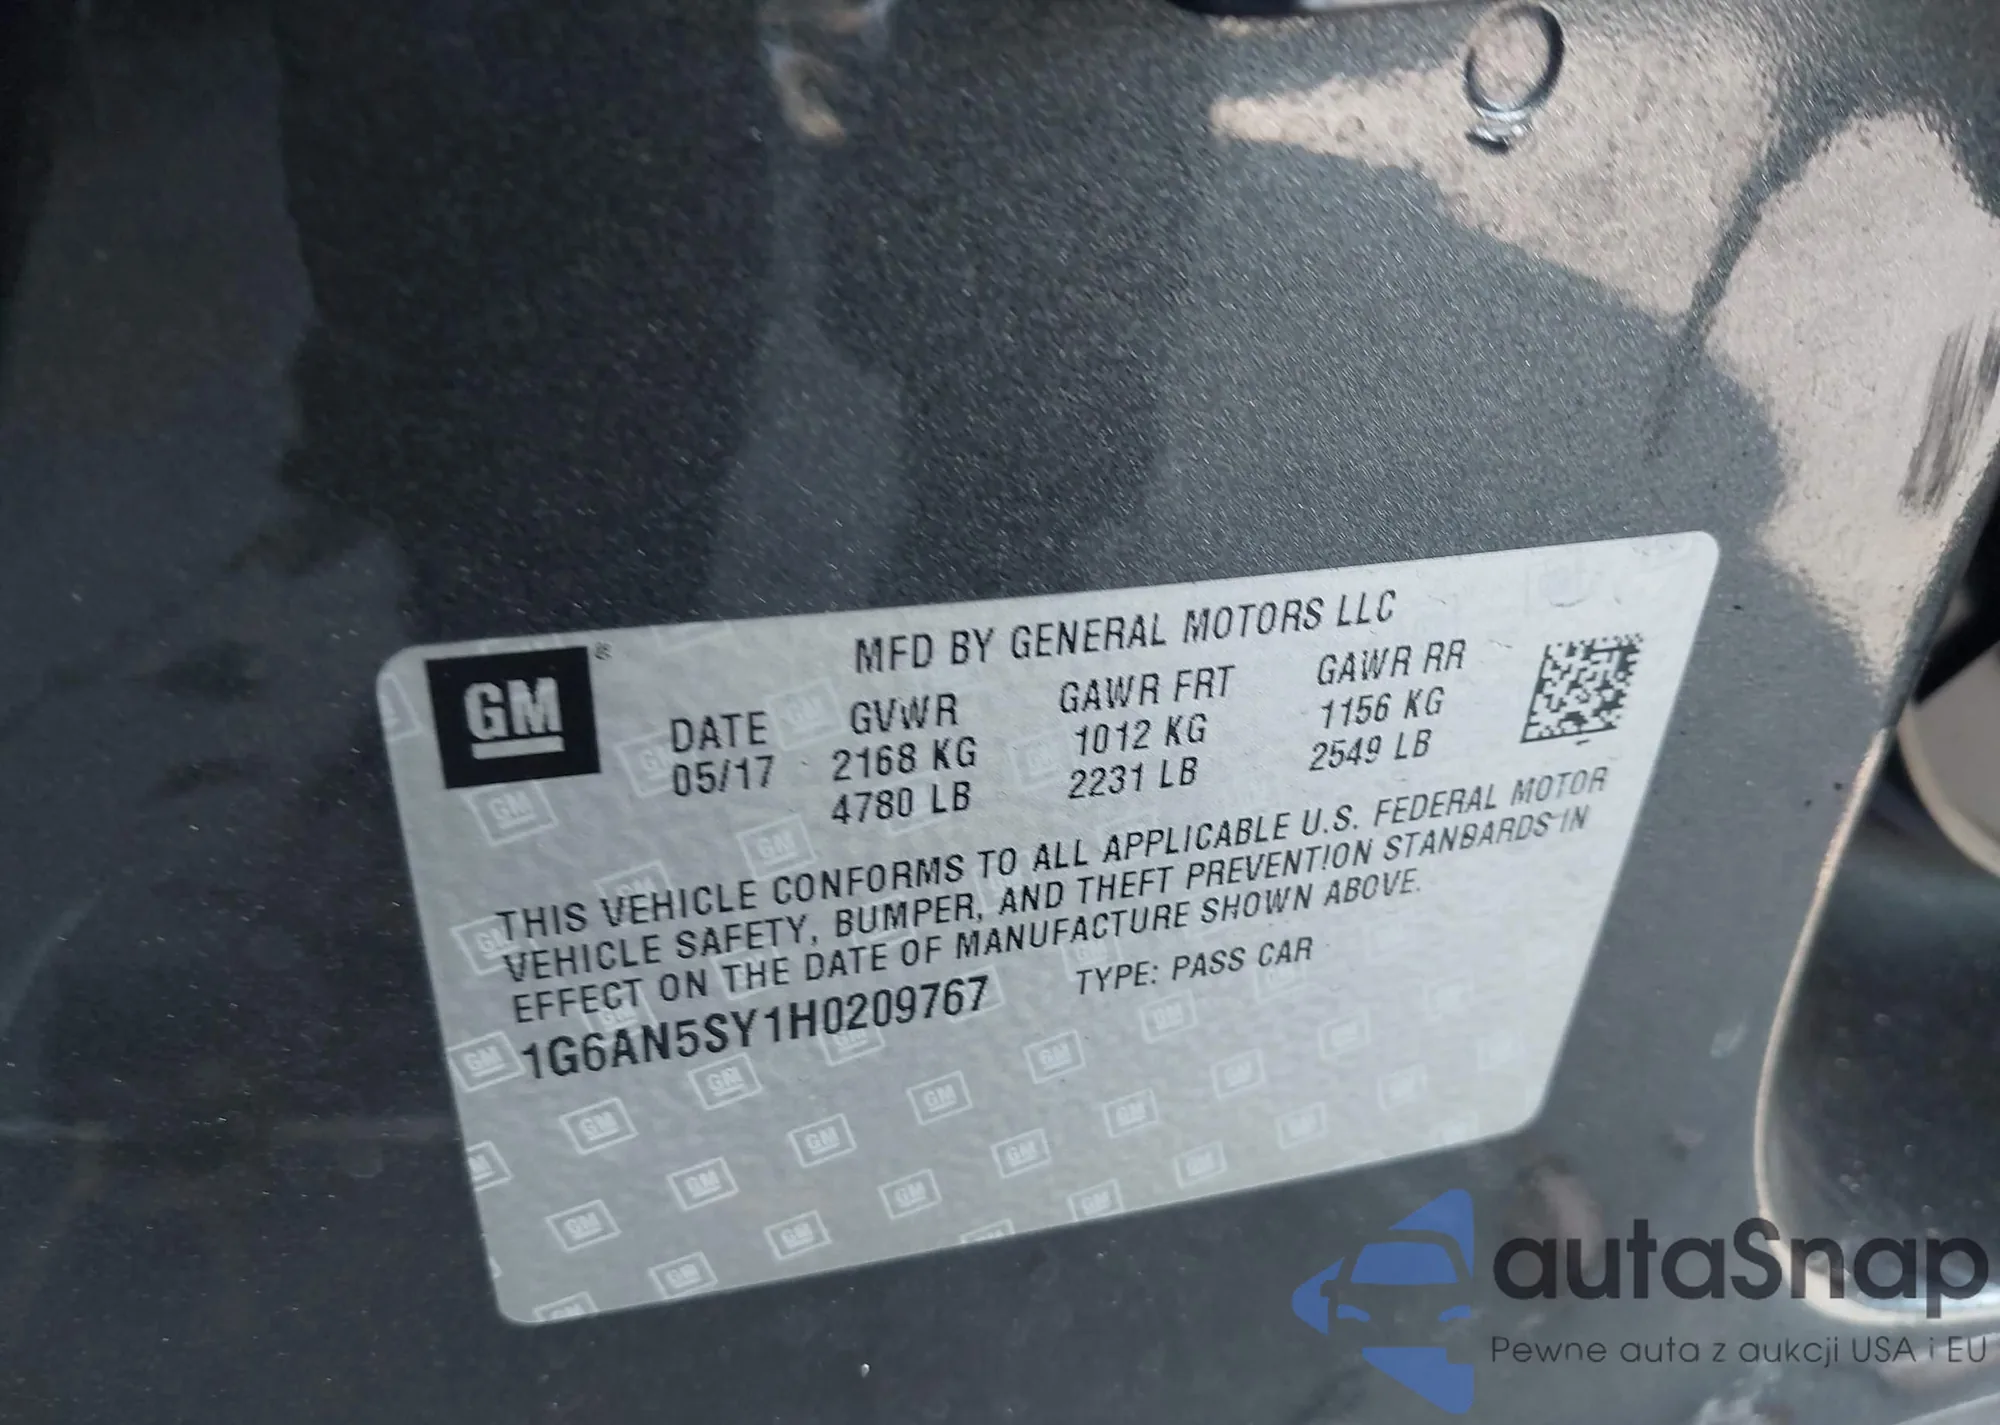 GM
MFD BY GENERAL MOTORS LLC
DATE GVWR GAWR FRT GAWR RR
05/17 2168 KG 1012 KG 1156 KG
4780 LB 2231 LB 2549 LB
THIS VEHICLE CONFORMS TO ALL APPLICABLE U.S. FEDERAL MOTOR
VEHICLE SAFETY, BUMPER, AND THEFT PREVENTION STANDARDS IN
EFFECT ON THE DATE OF MANUFACTURE SHOWN ABOVE.
1G6AN5SY1H0209767 TYPE: PASS CAR
autaSnap
Pewne auta z aukcji USA i EU